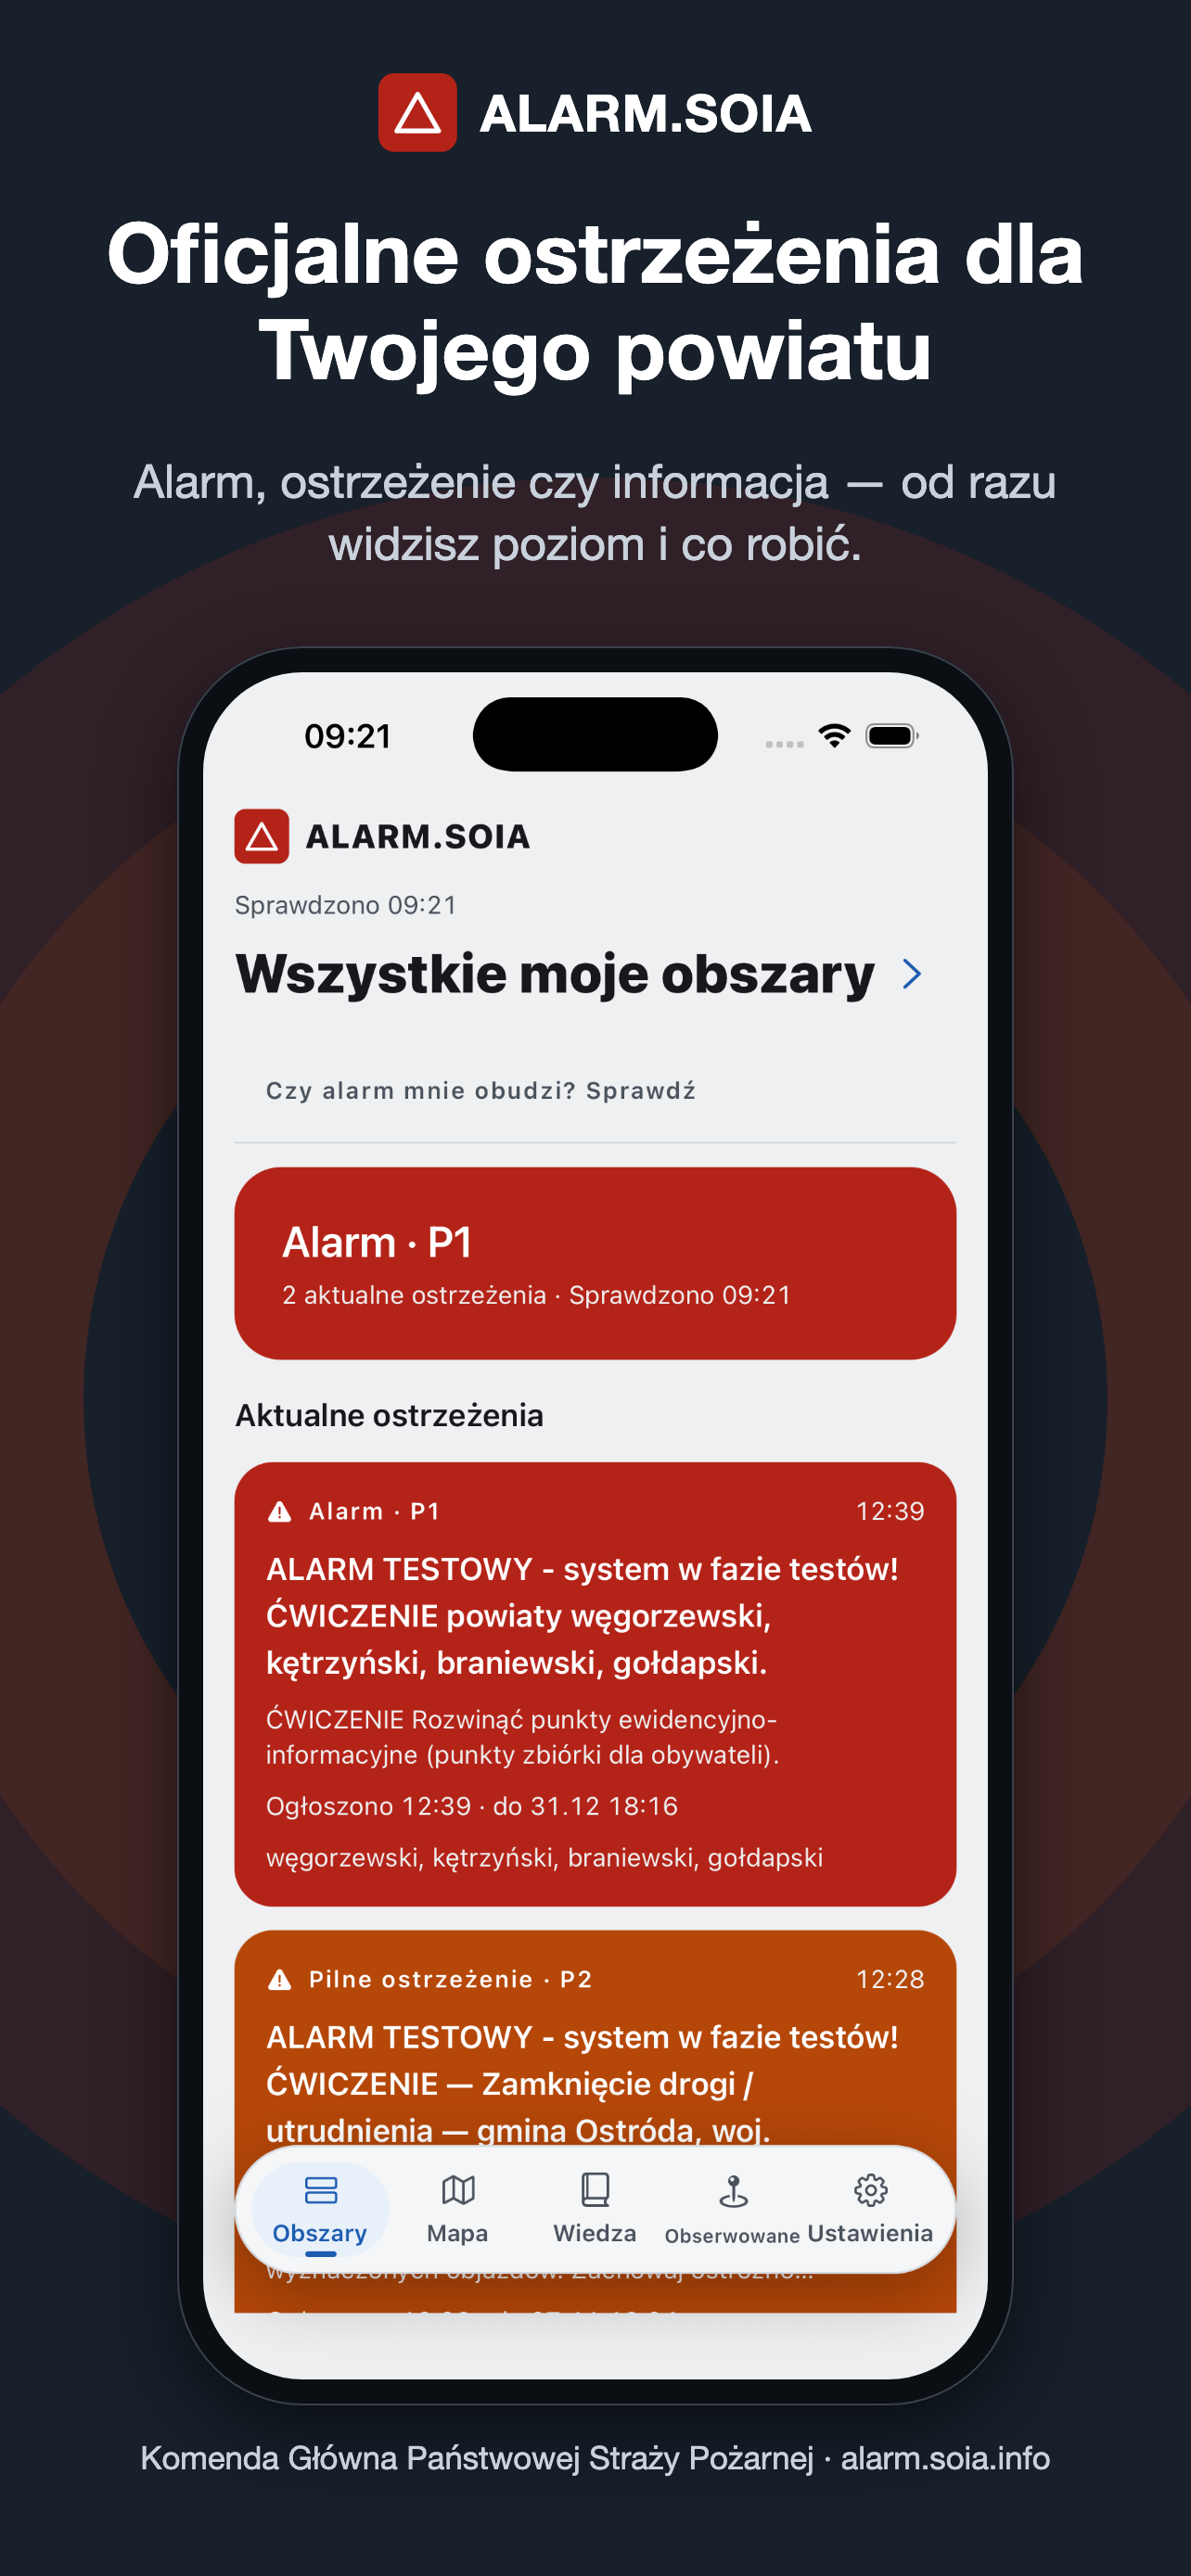 ALARM.SOIA
Oficjalne ostrzeżenia dla
Twojego powiatu
Alarm, ostrzeżenie czy informacja — od razu
widzisz poziom i co robić.
09:21
ALARM.SOIA
Sprawdzono 09:21
Wszystkie moje obszary
Czy alarm mnie obudzi? Sprawdź
Alarm · P1
2 aktualne ostrzeżenia · Sprawdzono 09:21
Aktualne ostrzeżenia
Alarm · P1 12:39
ALARM TESTOWY - system w fazie testów!
ĆWICZENIE powiaty węgorzewski,
kętrzyński, braniewski, gołdapski.
ĆWICZENIE Rozwinąć punkty ewidencyjno-
informacyjne (punkty zbiórki dla obywateli).
Ogłoszono 12:39 · do 31.12 18:16
węgorzewski, kętrzyński, braniewski, gołdapski
Pilne ostrzeżenie · P2 12:28
ALARM TESTOWY - system w fazie testów!
ĆWICZENIE — Zamknięcie drogi /
utrudnienia — gmina Ostróda, woj.
Obszary Mapa Wiedza Obserwowane Ustawienia
Komenda Główna Państwowej Straży Pożarnej · alarm.soia.info